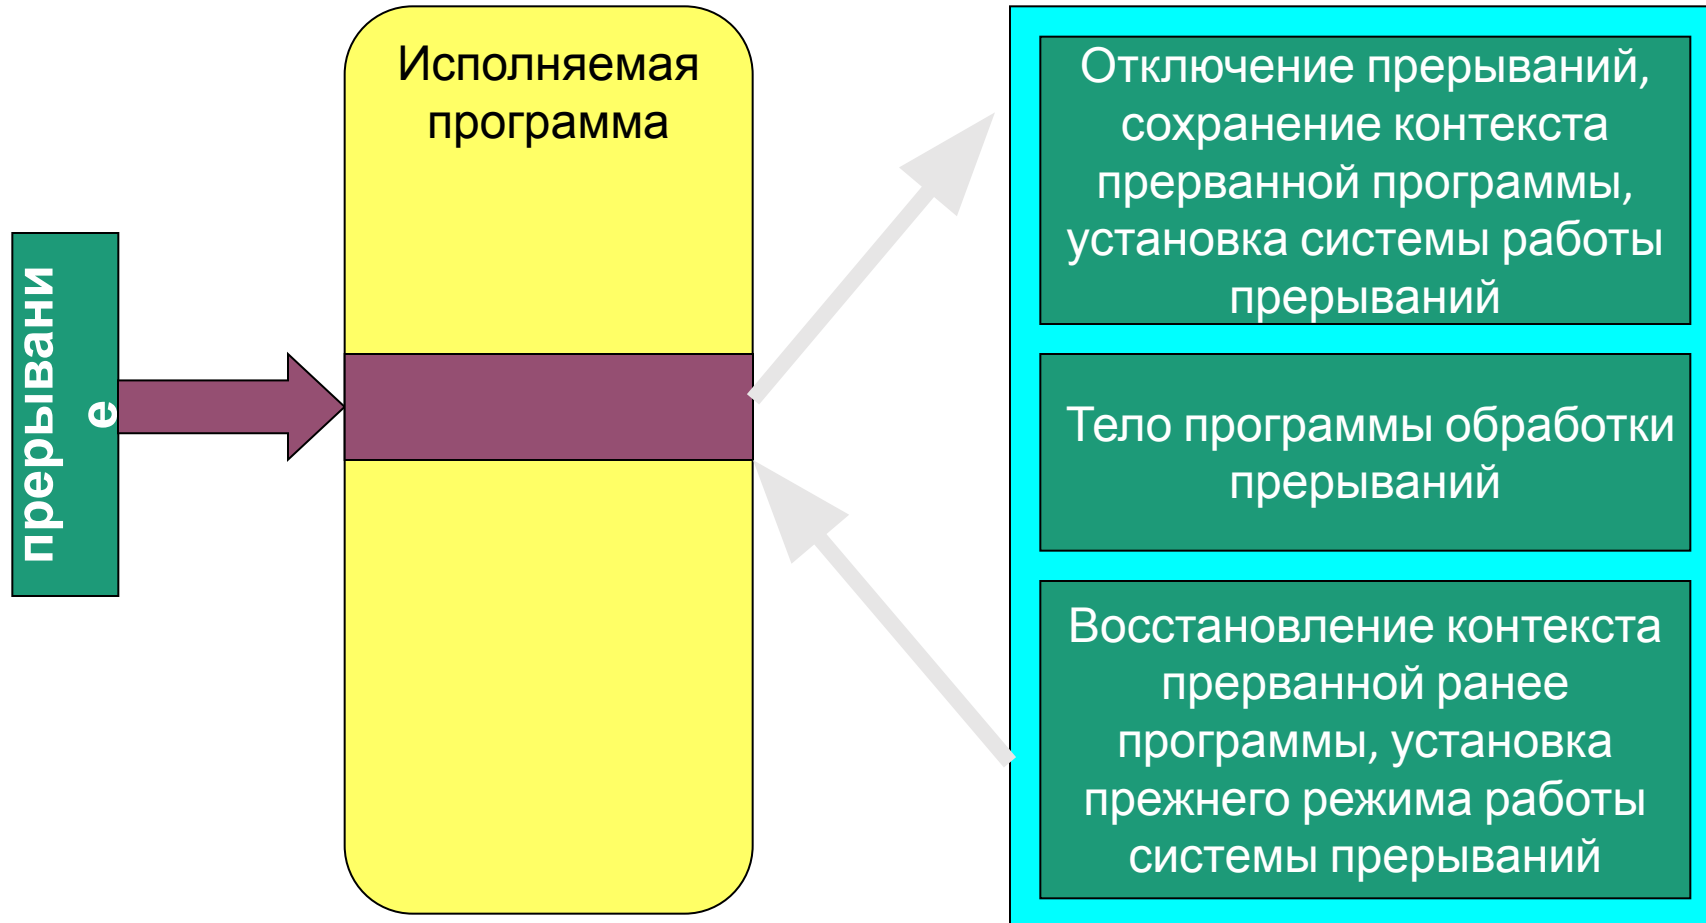 прерывани
е
Исполняемая
программа
Отключение прерываний,
сохранение контекста
прерванной программы,
установка системы работы
прерываний
Тело программы обработки
прерываний
Восстановление контекста
прерванной ранее
программы, установка
прежнего режима работы
системы прерываний